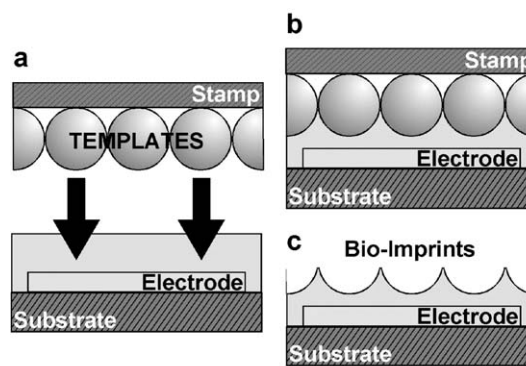 a
Stamp
TEMPLATES
Electrode
Substrate
b
Stamp
Electrode
Substrate
c
Bio-Imprints
Electrode
Substrate